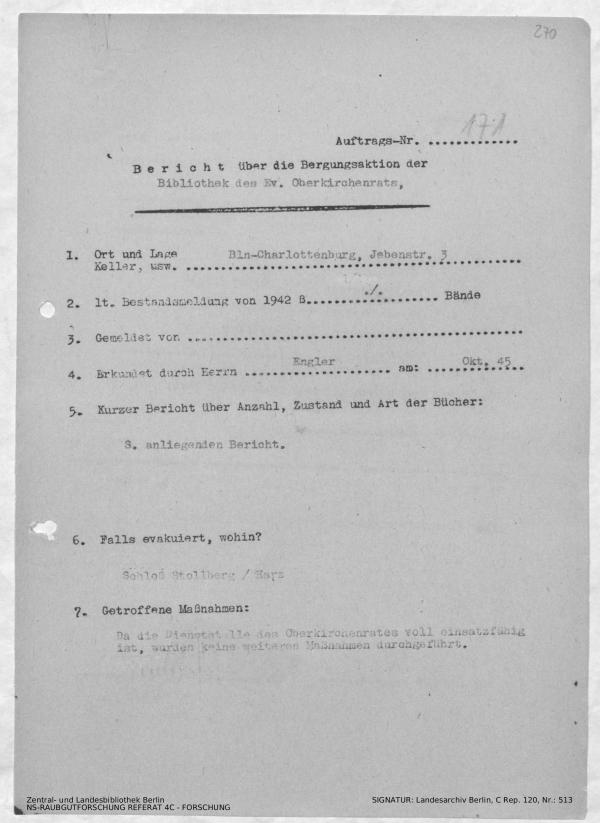 270
Auftrags-Nr. 171
Bericht über die Bergungsaktion der
Bibliothek des Ev. Oberkirchenrats,
1. Ort und Lage Bln-Charlottenburg, Jebenstr. 3
Keller, usw. ..................................................
2. lt. Bestandsmeldung von 1942 ß......./.......... Bände
3. Gemeldet von ..................................................
4. Erkundet durch Herrn Engler am: Okt. 45
5. Kurzer Bericht über Anzahl, Zustand und Art der Bücher:
S. anliegenden Bericht.
6. Falls evakuiert, wohin?
Schloß Stollberg / Harz
7. Getroffene Maßnahmen:
Da die Dienststelle des Oberkirchenrates voll einsatzfähig
ist, wurden keine weiteren Maßnahmen durchgeführt.
Zentral- und Landesbibliothek Berlin
NS-RAUBGUTFORSCHUNG REFERAT 4C - FORSCHUNG
SIGNATUR: Landesarchiv Berlin, C Rep. 120, Nr.: 513